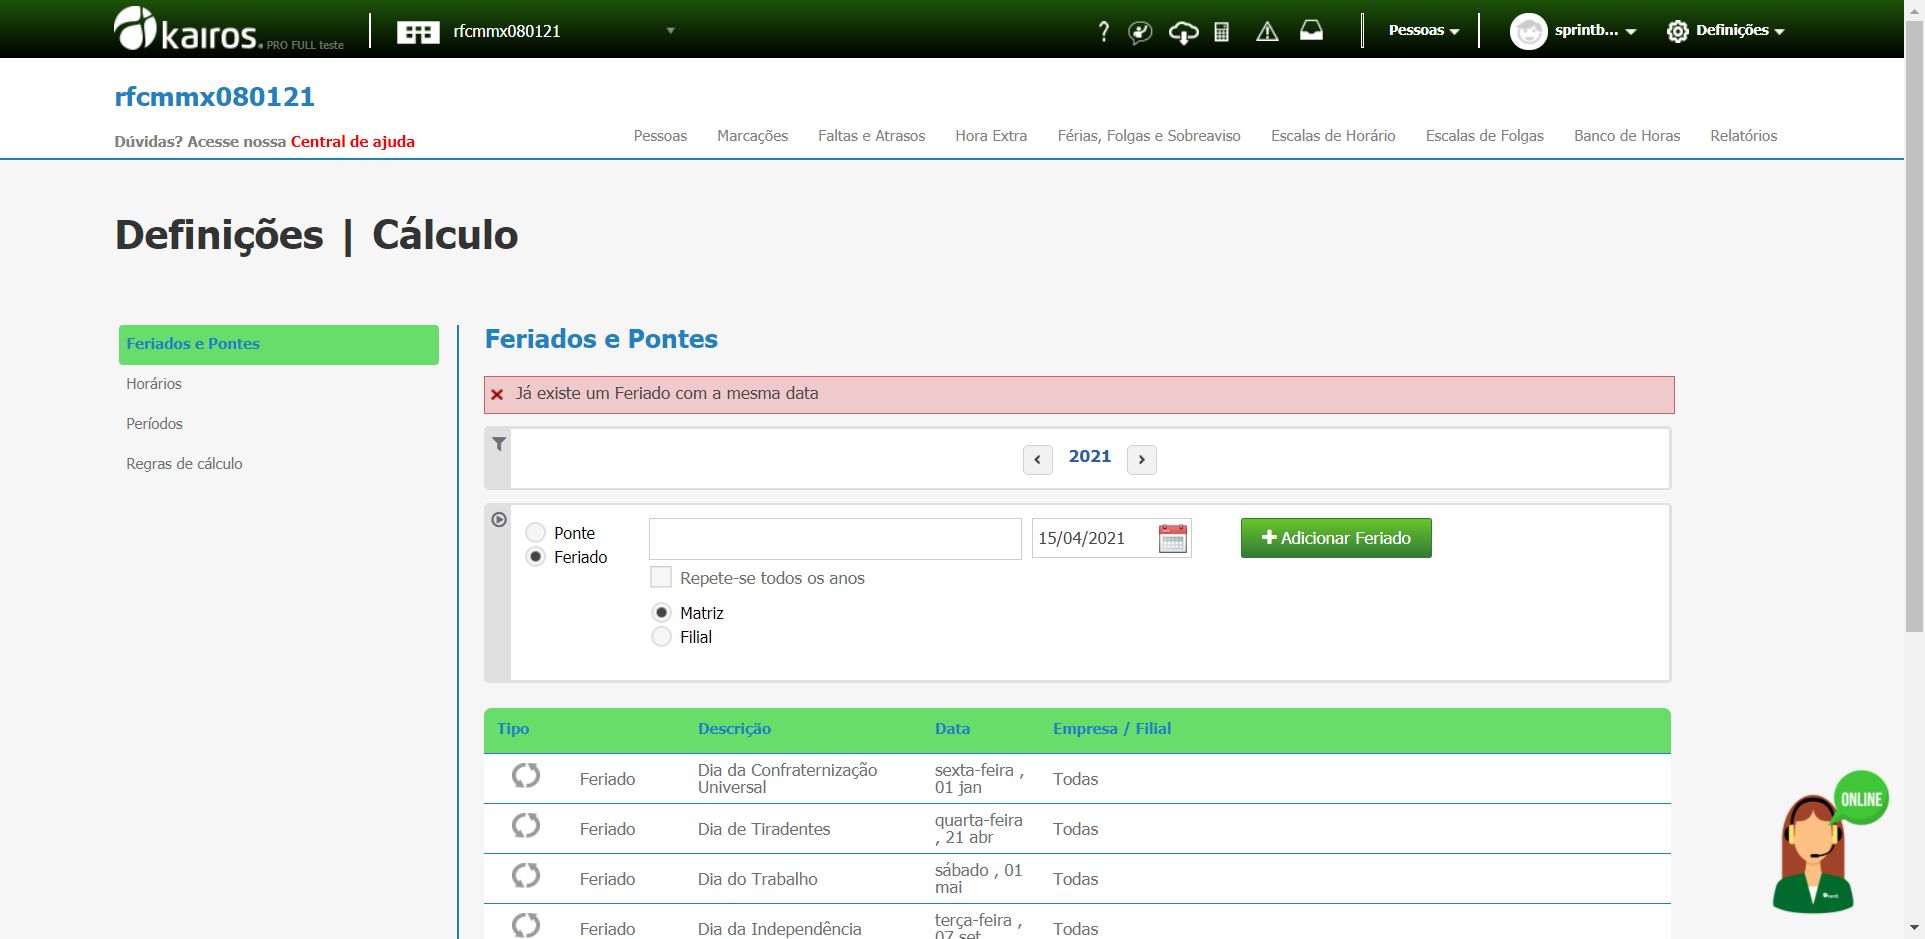 kairos. PRO FULL teste
rfcmmx080121
?
Pessoas
sprintb...
Definições
rfcmmx080121
Dúvidas? Acesse nossa Central de ajuda
Pessoas Marcações Faltas e Atrasos Hora Extra Férias, Folgas e Sobreaviso Escalas de Horário Escalas de Folgas Banco de Horas Relatórios
Definições | Cálculo
Feriados e Pontes
Horários
Períodos
Regras de cálculo
Feriados e Pontes
Já existe um Feriado com a mesma data
2021
Ponte
Feriado
15/04/2021
Adicionar Feriado
Repete-se todos os anos
Matriz
Filial
Tipo Descrição Data Empresa / Filial
Feriado Dia da Confraternização Universal sexta-feira , 01 jan Todas
Feriado Dia de Tiradentes quarta-feira , 21 abr Todas
Feriado Dia do Trabalho sábado , 01 mai Todas
Feriado Dia da Independência terça-feira , 07 set Todas
ONLINE